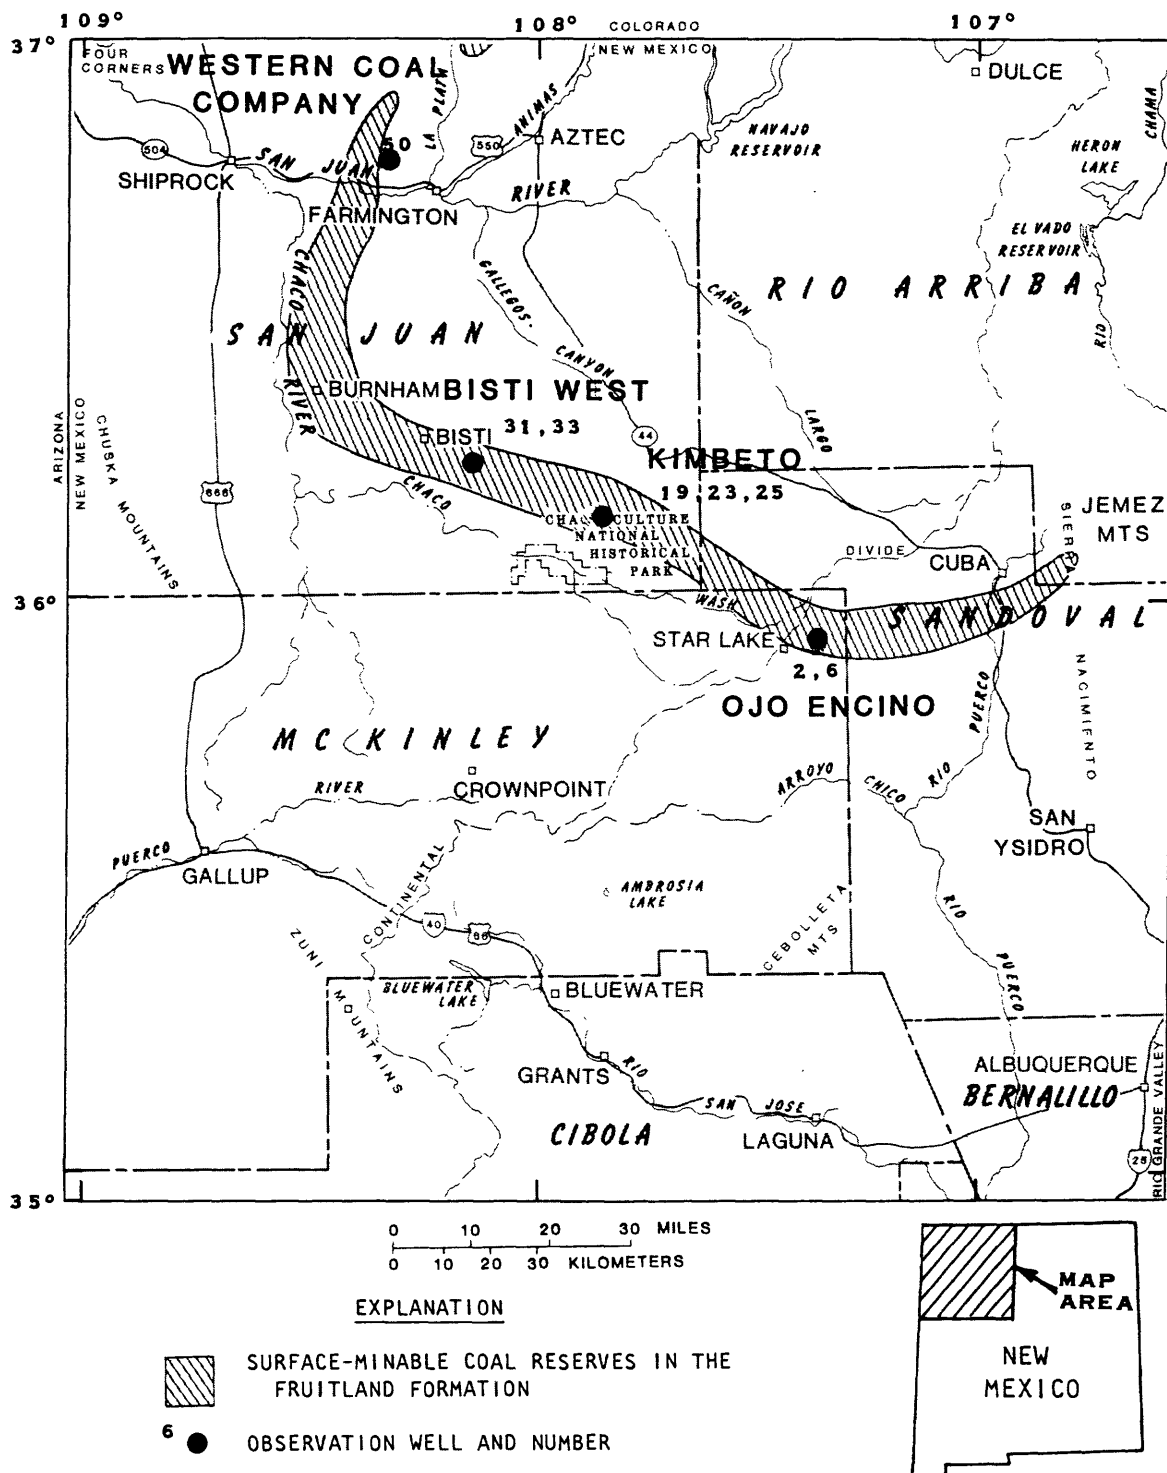 109°
108°
107°
COLORADO
NEW MEXICO
37°
FOUR
CORNERS
WESTERN COAL
COMPANY
LA PLATA
ANIMAS
DULCE
CHAMA
50
550
AZTEC
NAVAJO
RESERVOIR
HERON
LAKE
504
SAN JUAN RIVER
SHIPROCK
FARMINGTON
EL VADO
RESERVOIR
CHACO
RIVER
GALLEGOS
CANYON
CAÑON
LARGO
RIO ARRIBA
RIO
SAN JUAN
BURNHAM
BISTI WEST
31,33
BISTI
44
ARIZONA
NEW MEXICO
CHUSKA MOUNTAINS
666
CHACO
WASH
KIMBETO
19,23,25
CHACO CULTURE
NATIONAL
HISTORICAL
PARK
DIVIDE
CUBA
SIERRA
JEMEZ
MTS
36°
SANDOVAL
STAR LAKE
2,6
OJO ENCINO
PUERCO
NACIMIENTO
MCKINLEY
CROWNPOINT
RIVER
ARROYO
CHICO
RIO
SAN
YSIDRO
PUERCO
GALLUP
CONTINENTAL
AMBROSIA
LAKE
CEBOLLETA
MTS
RIO
PUERCO
40
66
ZUNI
MOUNTAINS
BLUEWATER
LAKE
BLUEWATER
GRANTS
RIO
SAN JOSE
CIBOLA
LAGUNA
ALBUQUERQUE
BERNALILLO
RIO GRANDE VALLEY
25
35°
0 10 20 30 MILES
0 10 20 30 KILOMETERS
EXPLANATION
SURFACE-MINABLE COAL RESERVES IN THE
FRUITLAND FORMATION
6
OBSERVATION WELL AND NUMBER
MAP
AREA
NEW
MEXICO